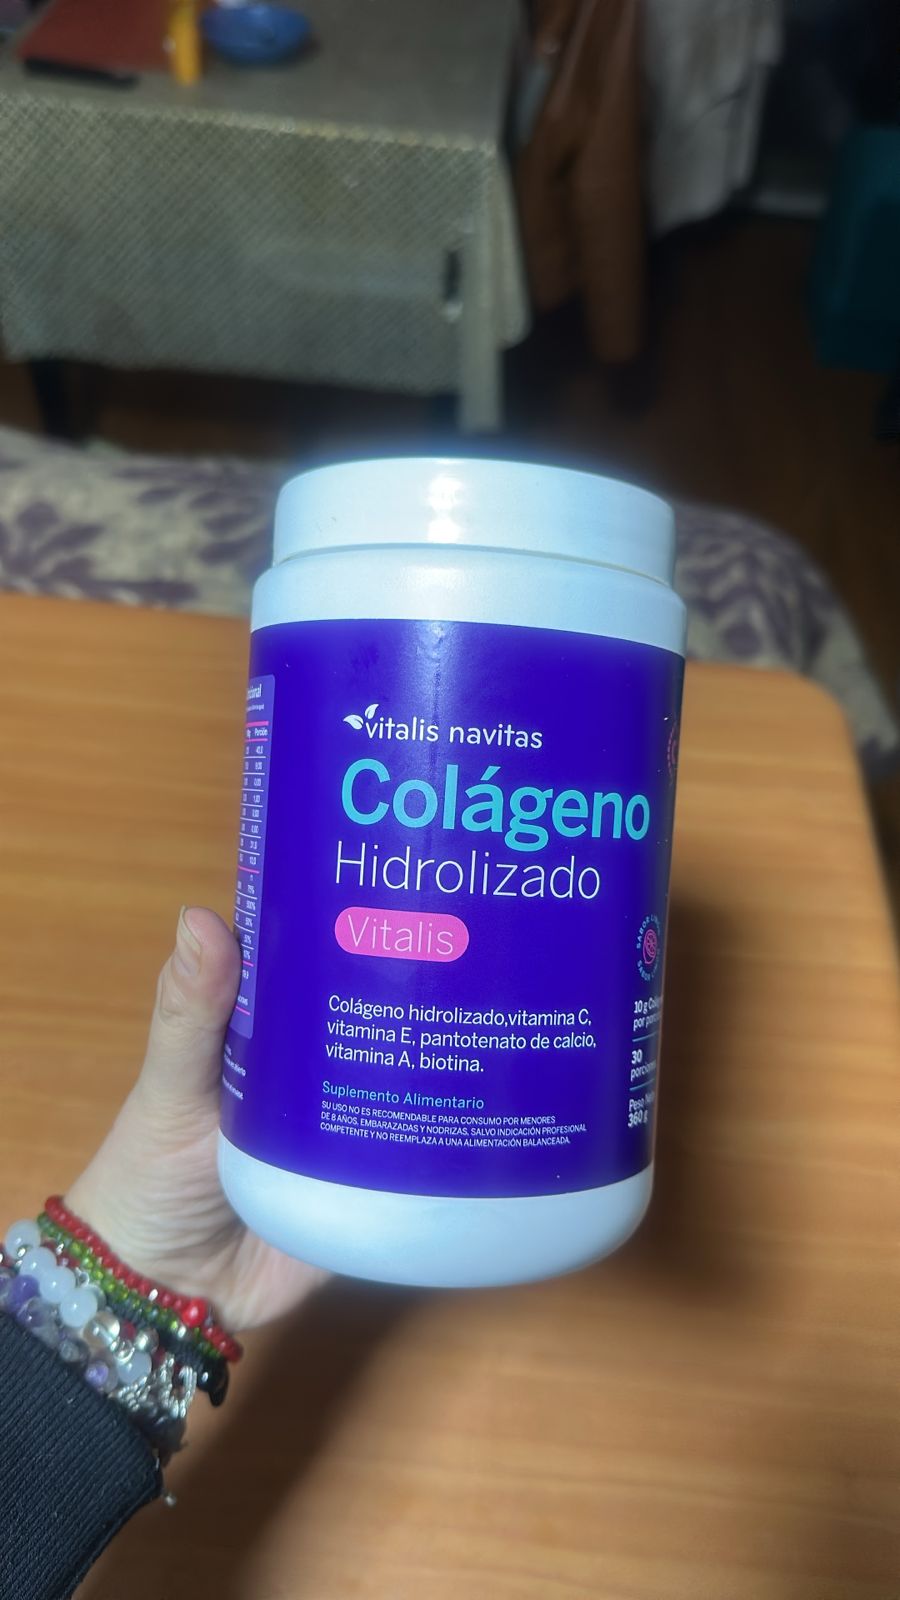 vitalis navitas
Colágeno
Hidrolizado
Vitalis
Colágeno hidrolizado,vitamina C,
vitamina E, pantotenato de calcio,
vitamina A, biotina.
Suplemento Alimentario
SU USO NO ES RECOMENDABLE PARA CONSUMO POR MENORES
DE 8 AÑOS, EMBARAZADAS Y NODRIZAS, SALVO INDICACIÓN PROFESIONAL
COMPETENTE Y NO REEMPLAZA A UNA ALIMENTACIÓN BALANCEADA.
SABOR
10 g
por
30
Peso
360 g
Porción